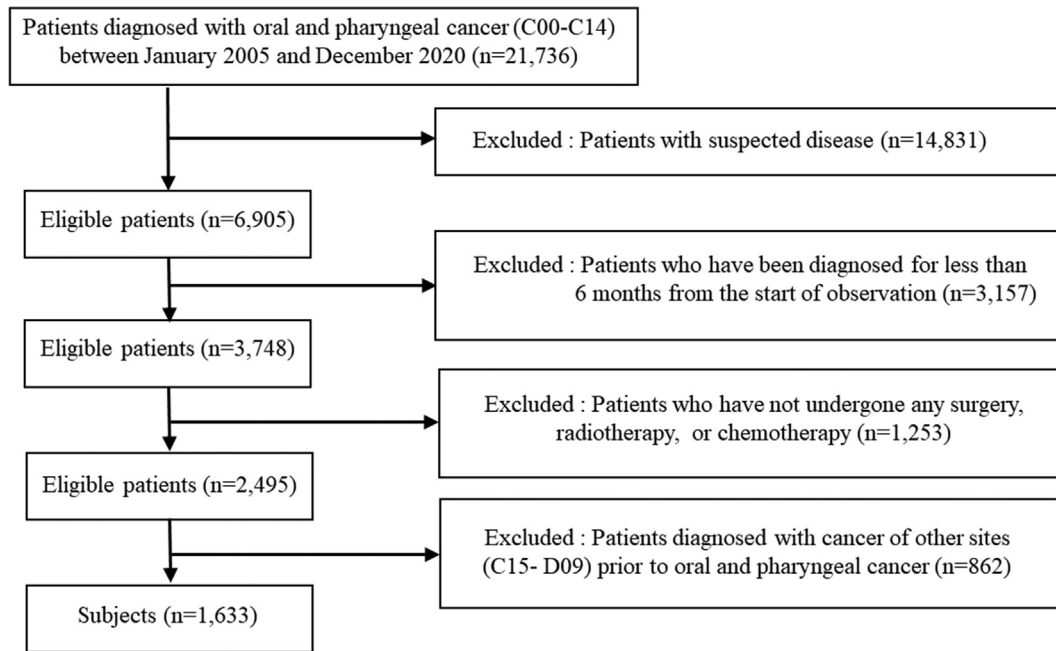 Patients diagnosed with oral and pharyngeal cancer (C00-C14)
between January 2005 and December 2020 (n=21,736)
Excluded : Patients with suspected disease (n=14,831)
Eligible patients (n=6,905)
Excluded : Patients who have been diagnosed for less than
6 months from the start of observation (n=3,157)
Eligible patients (n=3,748)
Excluded : Patients who have not undergone any surgery,
radiotherapy, or chemotherapy (n=1,253)
Eligible patients (n=2,495)
Excluded : Patients diagnosed with cancer of other sites
(C15- D09) prior to oral and pharyngeal cancer (n=862)
Subjects (n=1,633)